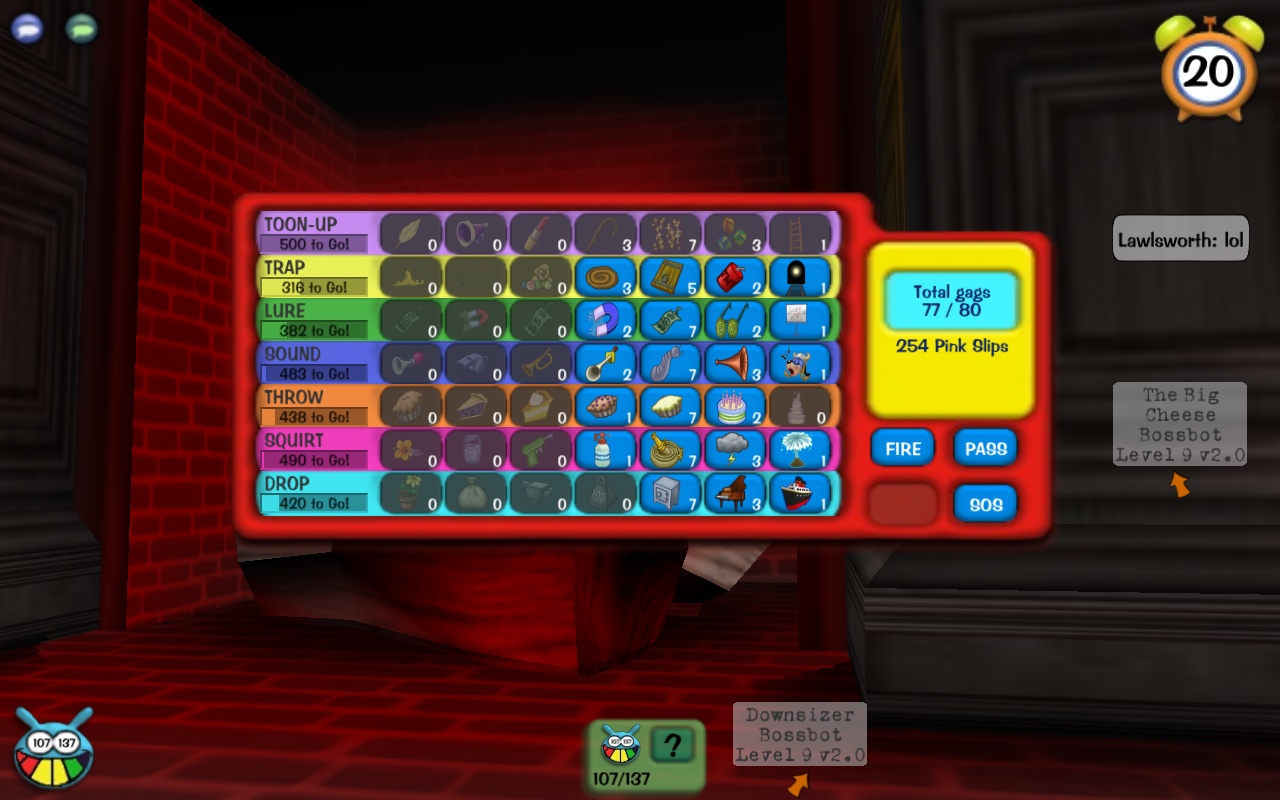 20
TOON-UP
500 to Go!
0 0 0 3 7 3 1
TRAP
316 to Go!
0 0 0 3 5 2 1
LURE
382 to Go!
0 0 0 2 7 2 1
SOUND
483 to Go!
0 0 0 2 7 3 1
THROW
438 to Go!
0 0 0 1 7 2 0
SQUIRT
490 to Go!
0 0 0 1 7 3 1
DROP
420 to Go!
0 0 0 0 7 3 1
Total gags
77 / 80
254 Pink Slips
FIRE PASS
SOS
Lawlsworth: lol
The Big
Cheese
Bossbot
Level 9 v2.0
107 137
107 137
?
107/137
Downsizer
Bossbot
Level 9 v2.0